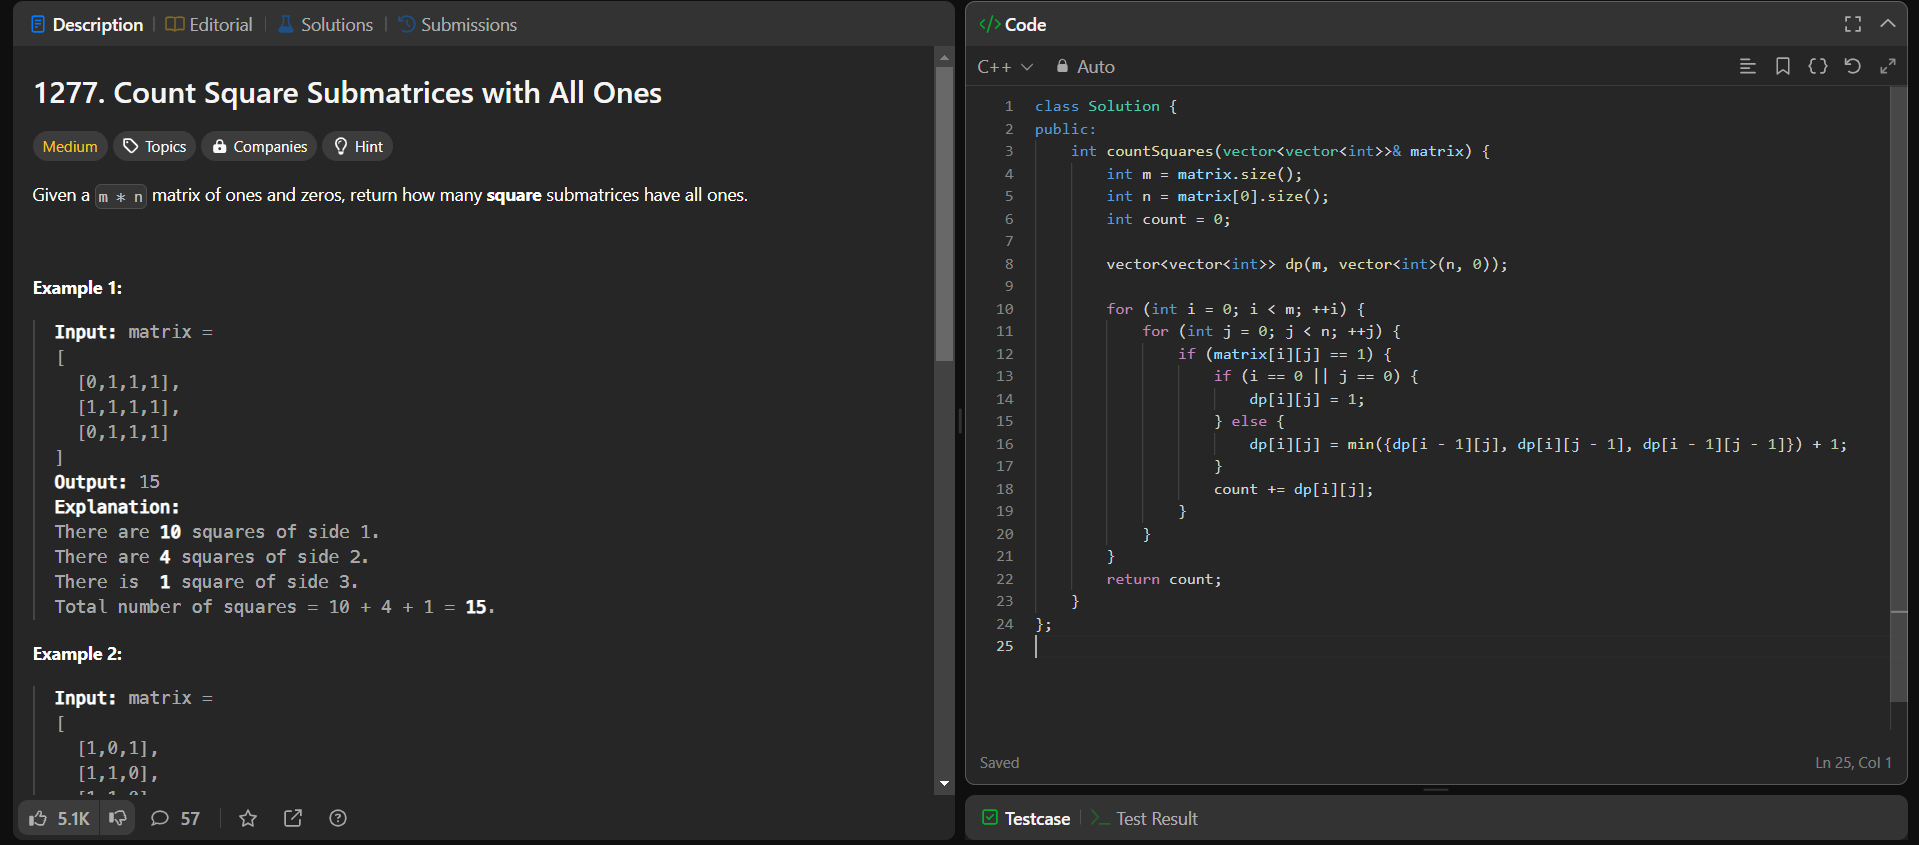 Description | Editorial | Solutions | Submissions
1277. Count Square Submatrices with All Ones
Medium Topics Companies Hint
Given a m * n matrix of ones and zeros, return how many square submatrices have all ones.
Example 1:
Input: matrix =
[
  [0,1,1,1],
  [1,1,1,1],
  [0,1,1,1]
]
Output: 15
Explanation:
There are 10 squares of side 1.
There are 4 squares of side 2.
There is  1 square of side 3.
Total number of squares = 10 + 4 + 1 = 15.
Example 2:
Input: matrix =
[
  [1,0,1],
  [1,1,0],
5.1K 57
</> Code
C++ Auto
1 class Solution {
2 public:
3     int countSquares(vector<vector<int>>& matrix) {
4         int m = matrix.size();
5         int n = matrix[0].size();
6         int count = 0;
7
8         vector<vector<int>> dp(m, vector<int>(n, 0));
9
10         for (int i = 0; i < m; ++i) {
11             for (int j = 0; j < n; ++j) {
12                 if (matrix[i][j] == 1) {
13                     if (i == 0 || j == 0) {
14                         dp[i][j] = 1;
15                     } else {
16                         dp[i][j] = min({dp[i - 1][j], dp[i][j - 1], dp[i - 1][j - 1]}) + 1;
17                     }
18                     count += dp[i][j];
19                 }
20             }
21         }
22         return count;
23     }
24 };
25
Saved Ln 25, Col 1
Testcase | Test Result